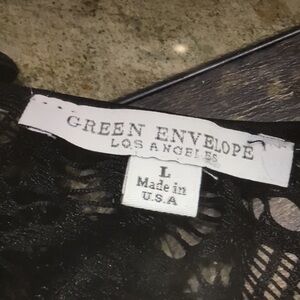 GREEN ENVELOPE
LOS ANGELES
L
Made in
U.S.A